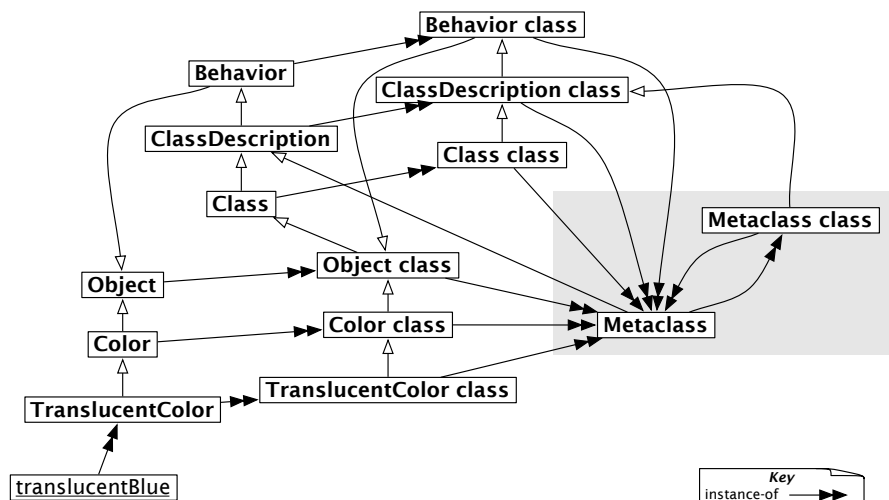 Behavior class
Behavior
ClassDescription class
ClassDescription
Class class
Class
Metaclass class
Object class
Object
Color class
Metaclass
Color
TranslucentColor class
TranslucentColor
translucentBlue
Key
instance-of